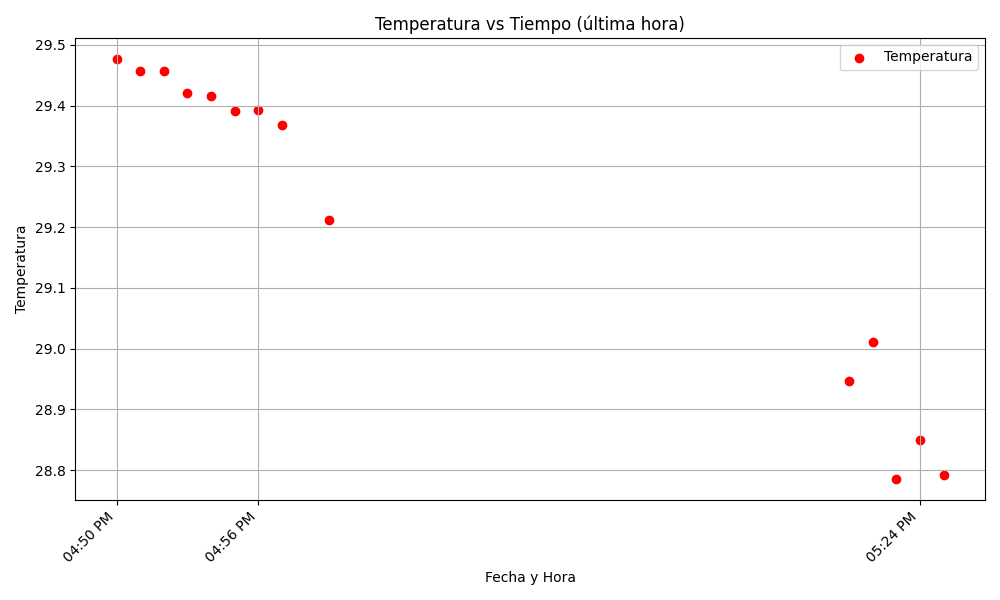 Temperatura vs Tiempo (última hora)
Temperatura
29.5
29.4
29.3
29.2
29.1
29.0
28.9
28.8
Temperatura
04:50 PM
04:56 PM
05:24 PM
Fecha y Hora